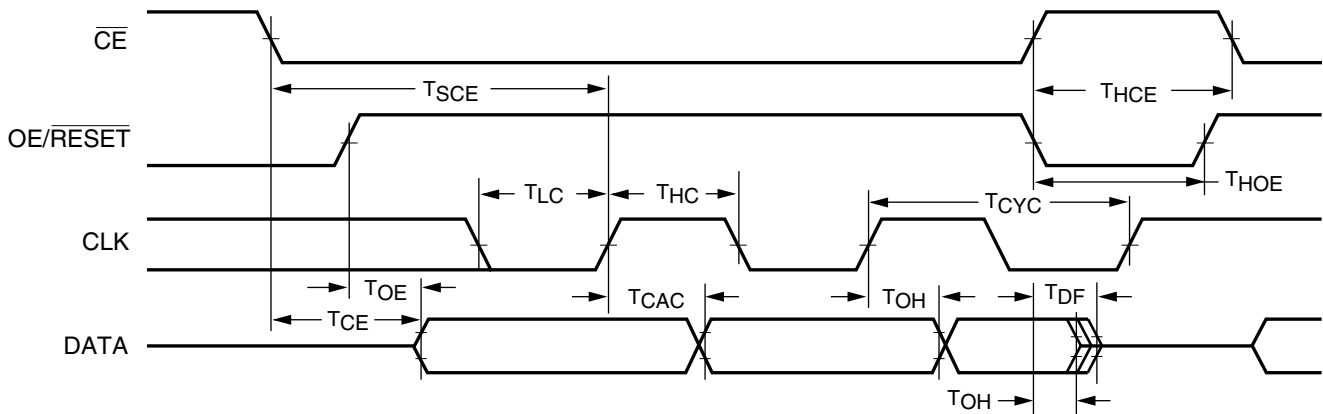 CE
TSCE
THCE
OE/RESET
TLC
THC
TCYC
THOE
CLK
TOE
TCAC
TOH
TDF
TCE
DATA
TOH